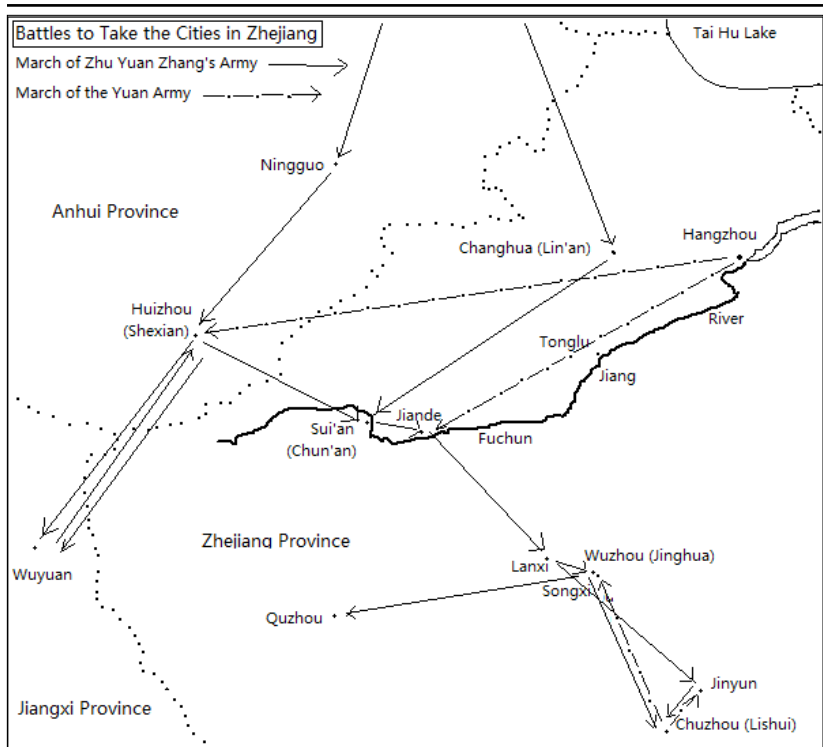 Battles to Take the Cities in Zhejiang
Tai Hu Lake
March of Zhu Yuan Zhang's Army
March of the Yuan Army
Ningguo
Anhui Province
Changhua (Lin'an)
Hangzhou
Huizhou
(Shexian)
River
Tonglu
Jiang
Jiande
Sui'an
(Chun'an)
Fuchun
Zhejiang Province
Wuyuan
Lanxi
Wuzhou (Jinghua)
Songxi
Quzhou
Jiangxi Province
Jinyun
Chuzhou (Lishui)